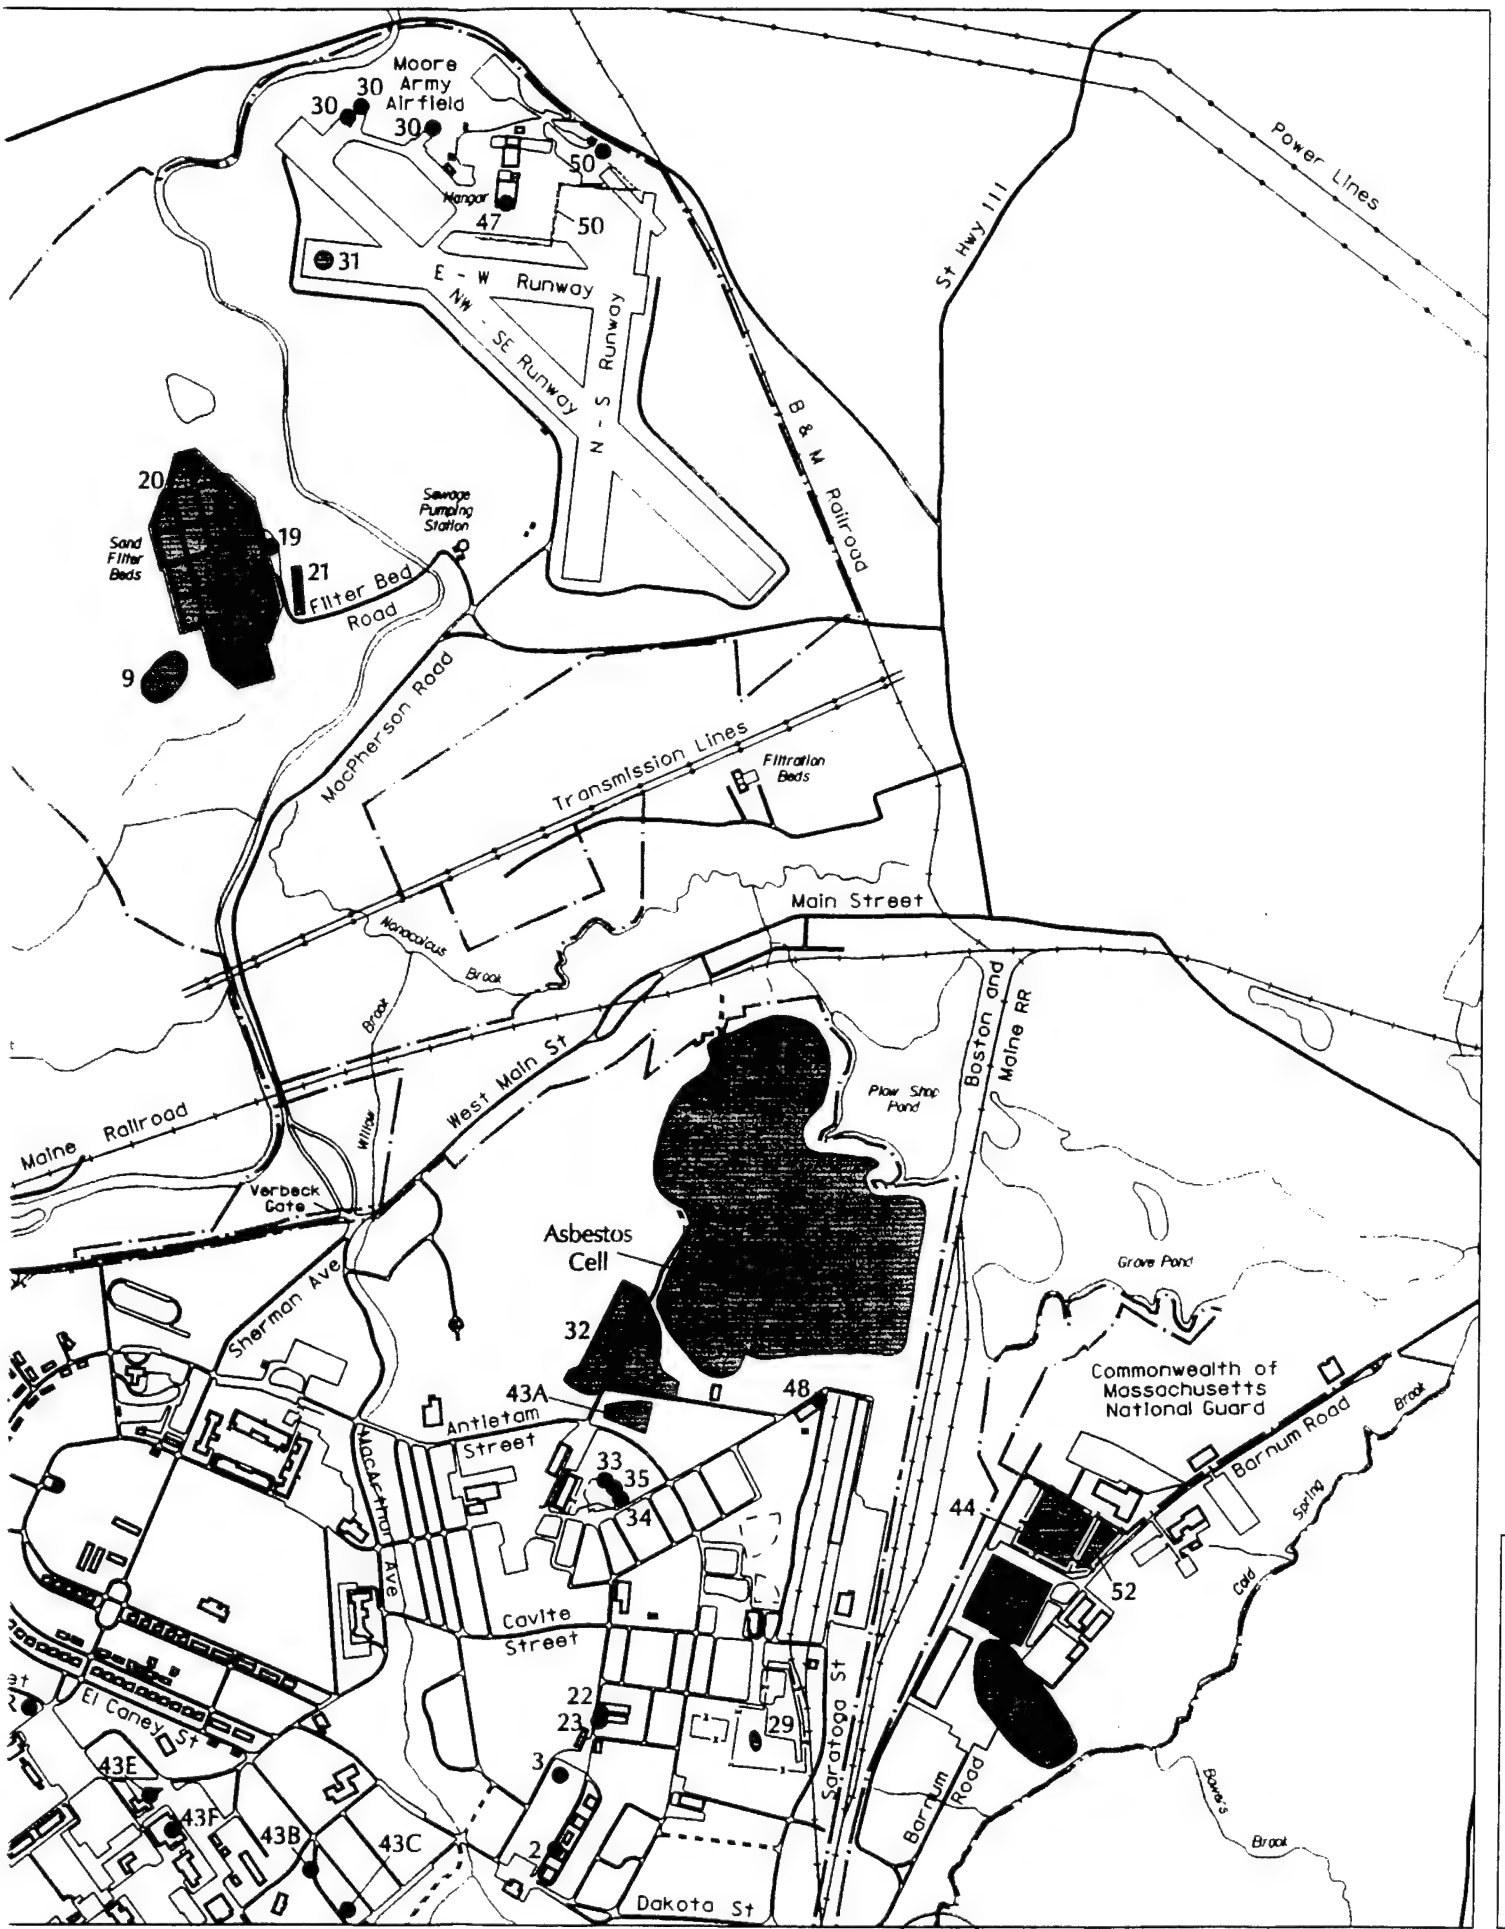 Moore
Army
Airfield
30
30
30
50
Hangar
47
50
31
E - W Runway
NW - SE Runway
N - S Runway
Power Lines
St Hwy 111
B & M Railroad
20
Sand
Filter
Beds
19
21
Sewage
Pumping
Station
Filter Bed
Road
9
MacPherson Road
Transmission Lines
Filtration
Beds
Main Street
Nonacoicus
Brook
Willow
Brook
West Main St
Boston and
Maine RR
Plow Shop
Pond
Maine Railroad
Verbeck
Gate
Asbestos
Cell
Grove Pond
Sherman Ave
32
43A
48
Antietam
Street
Commonwealth of
Massachusetts
National Guard
Barnum Road
Brook
Spring
Cold
MacArthur
Ave
33
35
34
44
52
Cavite
Street
et
El Caney St
22
23
29
Saratoga St
3
43E
43F
43B
43C
2
Barnum
Road
Bowers
Brook
Dakota St